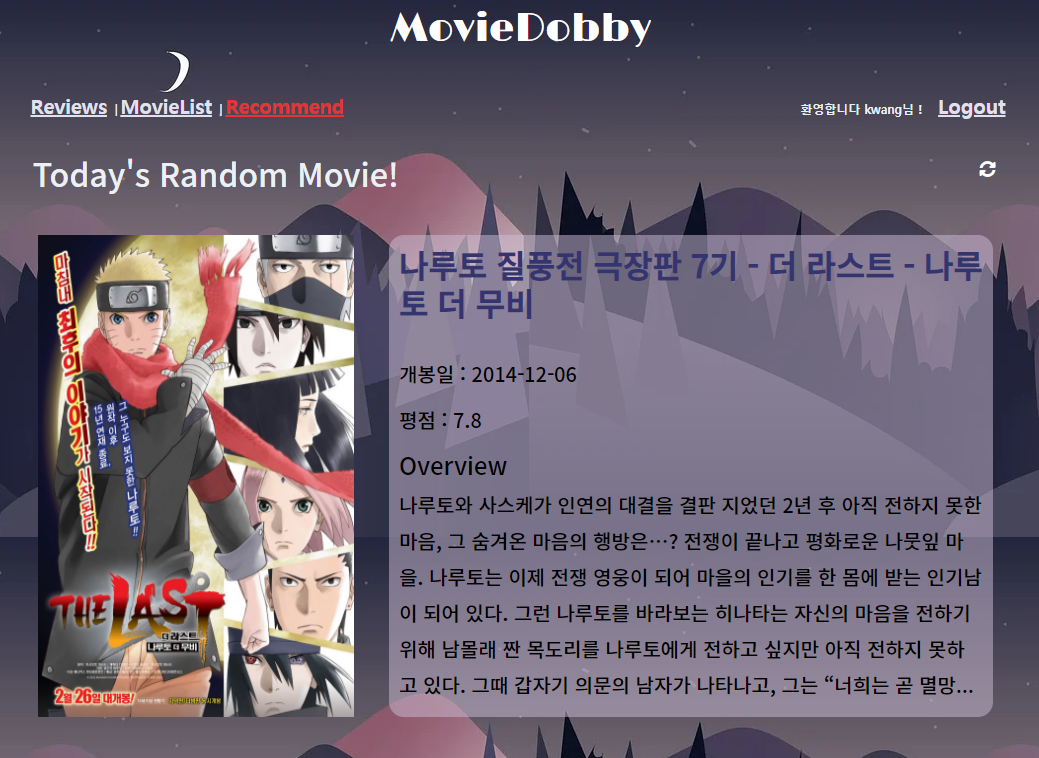 MovieDobby
Reviews | MovieList | Recommend
환영합니다 kwang님 ! Logout
Today's Random Movie!
마침내
최후의 이야기가 시작된다!!
그 누구도 보지 못한 나루토!!
원작 이후
15년 연재 종료,
THE LAST
더 라스트
나루토 더 무비
2월 26일 대개봉!
나루토 질풍전 극장판 7기 - 더 라스트 - 나루
토 더 무비
개봉일 : 2014-12-06
평점 : 7.8
Overview
나루토와 사스케가 인연의 대결을 결판 지었던 2년 후 아직 전하지 못한
마음, 그 숨겨온 마음의 행방은…? 전쟁이 끝나고 평화로운 나뭇잎 마
을. 나루토는 이제 전쟁 영웅이 되어 마을의 인기를 한 몸에 받는 인기남
이 되어 있다. 그런 나루토를 바라보는 히나타는 자신의 마음을 전하기
위해 남몰래 짠 목도리를 나루토에게 전하고 싶지만 아직 전하지 못하
고 있다. 그때 갑자기 의문의 남자가 나타나고, 그는 “너희는 곧 멸망...